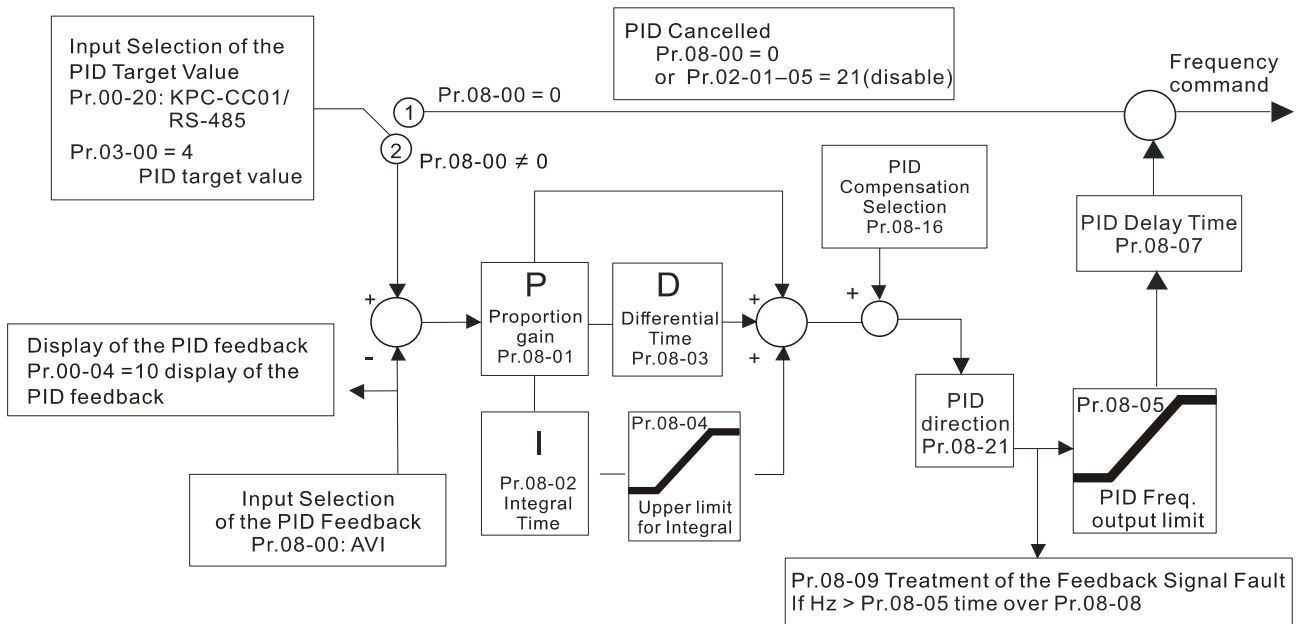 Input Selection of the
PID Target Value
Pr.00-20: KPC-CC01/
RS-485
Pr.03-00 = 4
PID target value
PID Cancelled
Pr.08-00 = 0
or Pr.02-01–05 = 21(disable)
Frequency
command
Pr.08-00 = 0
1
2
Pr.08-00 ≠ 0
PID
Compensation
Selection
Pr.08-16
PID Delay Time
Pr.08-07
+
-
P
Proportion
gain
Pr.08-01
D
Differential
Time
Pr.08-03
+
+
+
Display of the PID feedback
Pr.00-04 =10 display of the
PID feedback
I
Pr.08-02
Integral
Time
Pr.08-04
Upper limit
for Integral
PID
direction
Pr.08-21
Pr.08-05
PID Freq.
output limit
Input Selection
of the PID Feedback
Pr.08-00: AVI
Pr.08-09 Treatment of the Feedback Signal Fault
If Hz > Pr.08-05 time over Pr.08-08